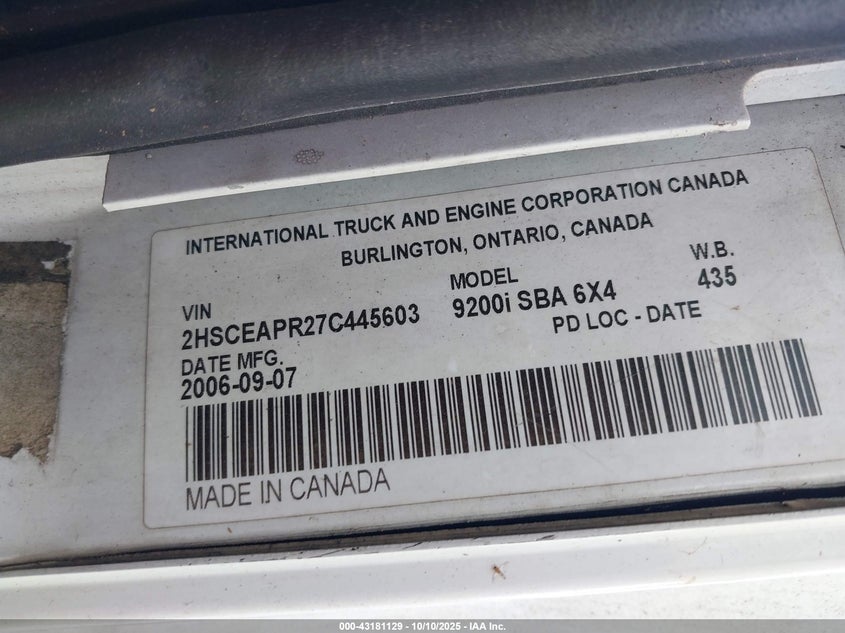 INTERNATIONAL TRUCK AND ENGINE CORPORATION CANADA
BURLINGTON, ONTARIO, CANADA
VIN MODEL W.B.
2HSCEAPR27C445603 9200i SBA 6X4 435
DATE MFG. PD LOC - DATE
2006-09-07
MADE IN CANADA
000-43181129 - 10/10/2025 - IAA Inc.